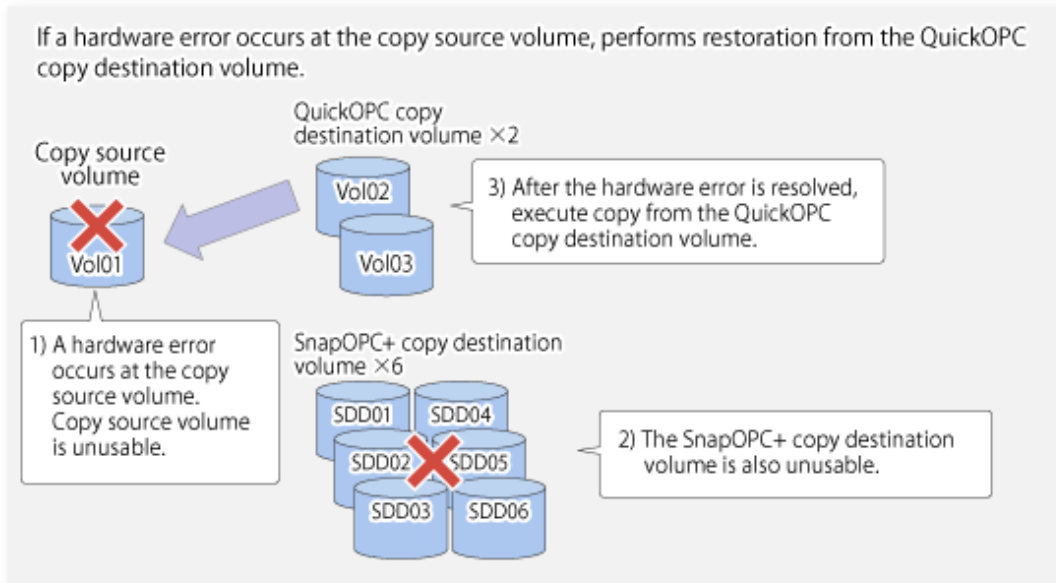 If a hardware error occurs at the copy source volume, performs restoration from the QuickOPC
copy destination volume.
QuickOPC copy
destination volume ×2
Copy source
volume
Vol01
Vol02
Vol03
3) After the hardware error is resolved,
execute copy from the QuickOPC
copy destination volume.
1) A hardware error
occurs at the copy
source volume.
Copy source volume
is unusable.
SnapOPC+ copy destination
volume ×6
SDD01
SDD04
SDD02
SDD05
SDD03
SDD06
2) The SnapOPC+ copy destination
volume is also unusable.